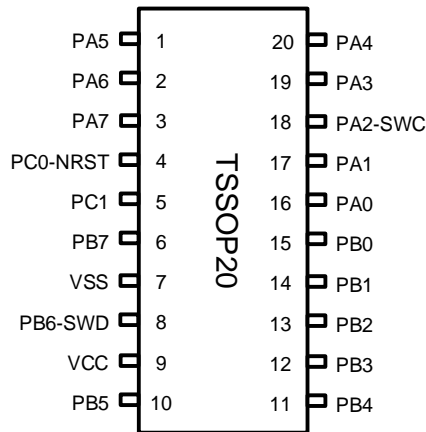 PA5 1 20 PA4
PA6 2 19 PA3
PA7 3 18 PA2-SWC
PC0-NRST 4 17 PA1
PC1 5 16 PA0
PB7 6 15 PB0
VSS 7 14 PB1
PB6-SWD 8 13 PB2
VCC 9 12 PB3
PB5 10 11 PB4
TSSOP20